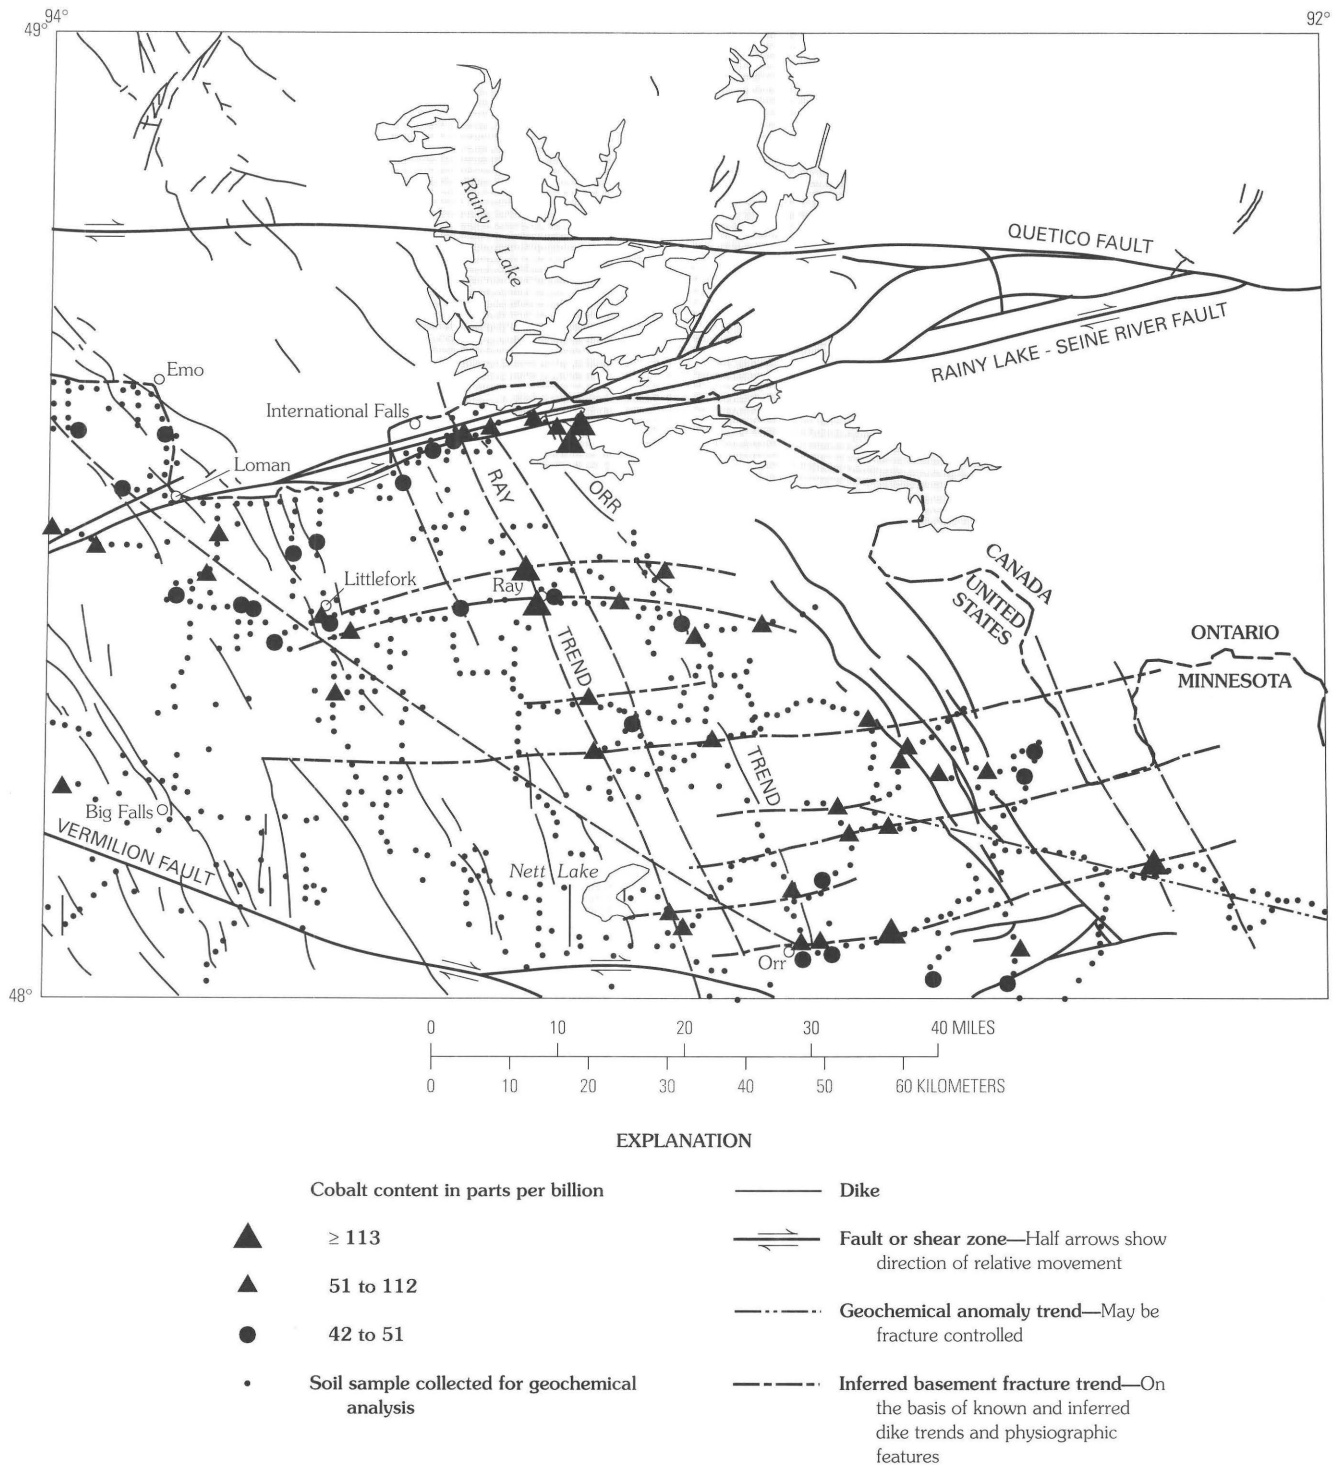 94°
49°
92°
Rainy
Lake
QUETICO FAULT
RAINY LAKE - SEINE RIVER FAULT
Emo
International Falls
Loman
RAY
ORR
CANADA
UNITED
STATES
Littlefork
Ray
TREND
ONTARIO
MINNESOTA
TREND
Big Falls
VERMILION FAULT
Nett Lake
Orr
48°
0 10 20 30 40 MILES
0 10 20 30 40 50 60 KILOMETERS
EXPLANATION
Cobalt content in parts per billion
≥ 113
51 to 112
42 to 51
Soil sample collected for geochemical
analysis
Dike
Fault or shear zone—Half arrows show
direction of relative movement
Geochemical anomaly trend—May be
fracture controlled
Inferred basement fracture trend—On
the basis of known and inferred
dike trends and physiographic
features